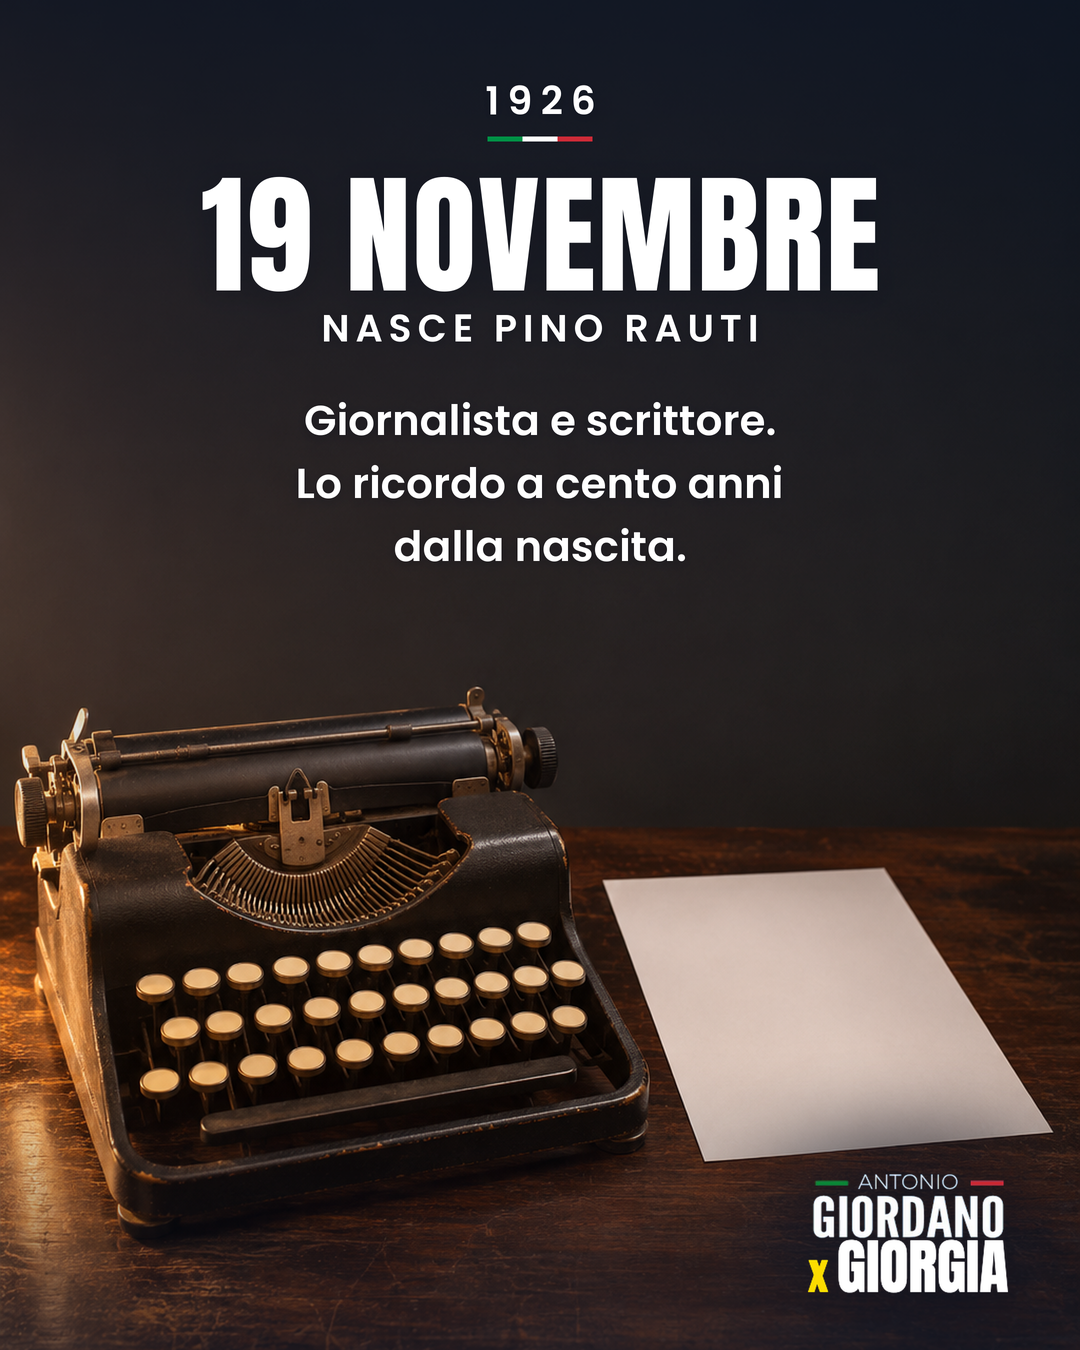 1926
19 NOVEMBRE
NASCE PINO RAUTI
Giornalista e scrittore.
Lo ricordo a cento anni
dalla nascita.
ANTONIO
GIORDANO
x GIORGIA